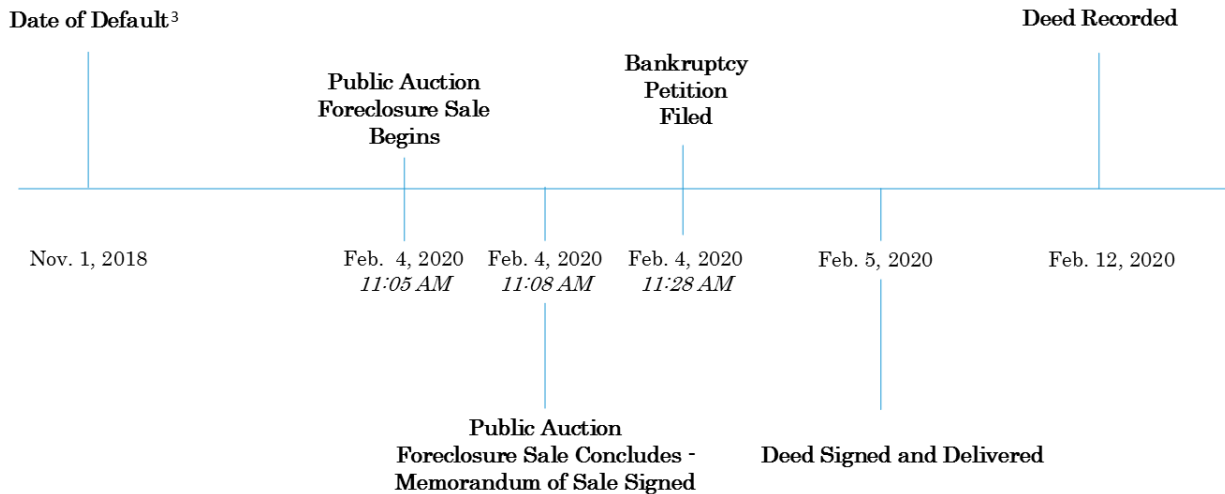 Date of Default³
Deed Recorded
Public Auction
Foreclosure Sale
Begins
Bankruptcy
Petition
Filed
Nov. 1, 2018
Feb. 4, 2020
11:05 AM
Feb. 4, 2020
11:08 AM
Feb. 4, 2020
11:28 AM
Feb. 5, 2020
Feb. 12, 2020
Public Auction
Foreclosure Sale Concludes -
Memorandum of Sale Signed
Deed Signed and Delivered